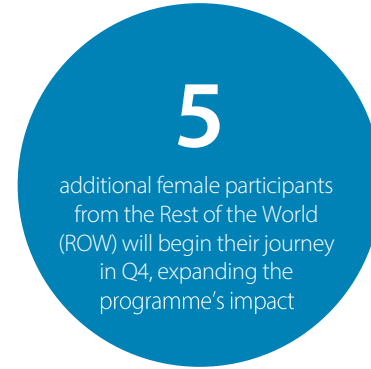 5
additional female participants
from the Rest of the World
(ROW) will begin their journey
in Q4, expanding the
programme’s impact